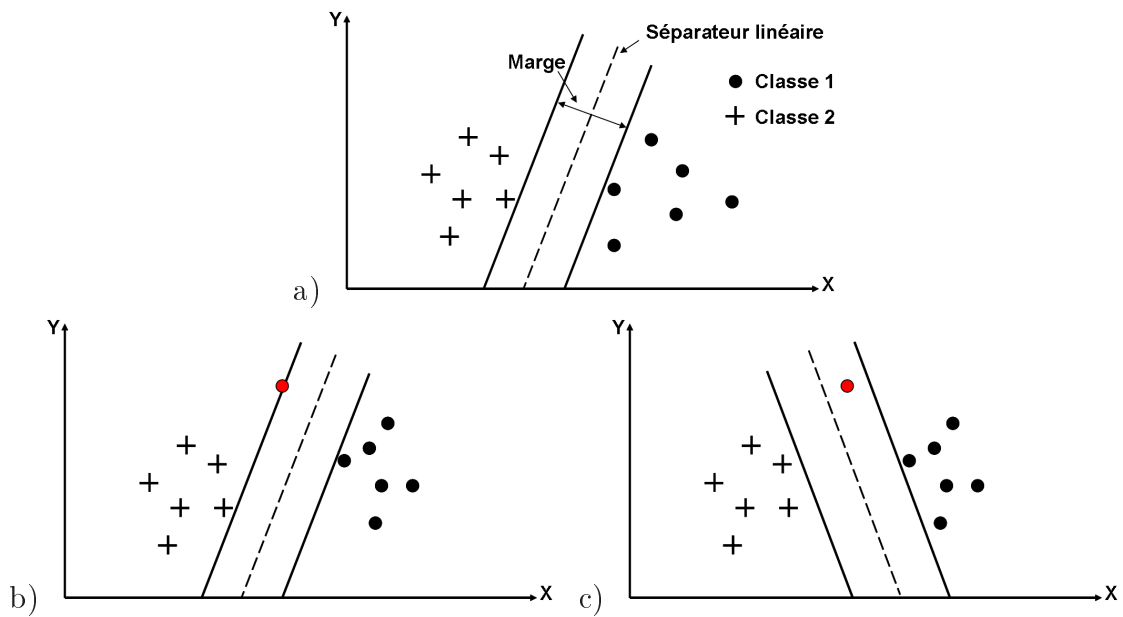 Y
Séparateur linéaire
Marge
Classe 1
Classe 2
X
a)
Y
X
b)
Y
X
c)